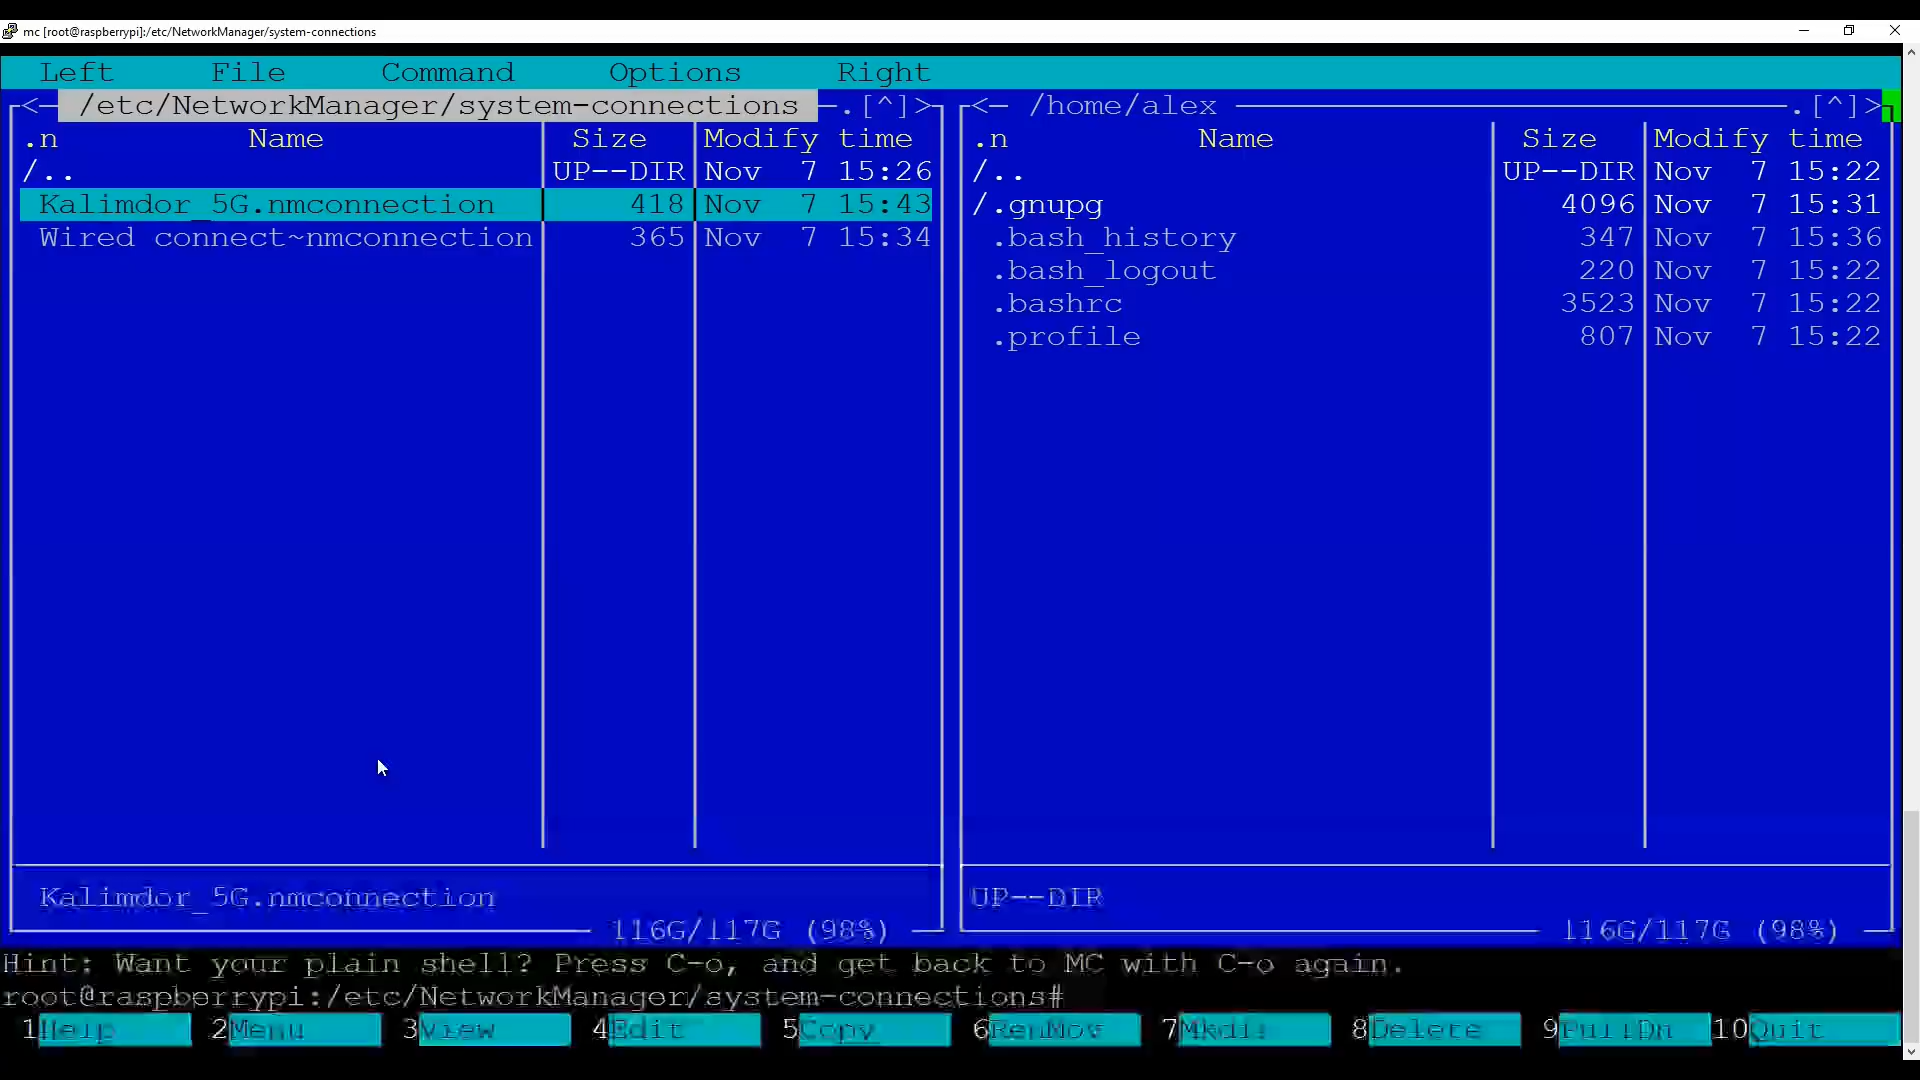 mc [root@raspberrypi]:/etc/NetworkManager/system-connections
Left File Command Options Right
<─ /etc/NetworkManager/system-connections ─.[^]>
.n Name Size Modify time
/.. UP--DIR Nov 7 15:26
Kalimdor_5G.nmconnection 418 Nov 7 15:43
Wired connect~nmconnection 365 Nov 7 15:34
Kalimdor_5G.nmconnection
116G/117G (98%)
<─ /home/alex ─.[^]>
.n Name Size Modify time
/.. UP--DIR Nov 7 15:22
/.gnupg 4096 Nov 7 15:31
.bash_history 347 Nov 7 15:36
.bash_logout 220 Nov 7 15:22
.bashrc 3523 Nov 7 15:22
.profile 807 Nov 7 15:22
UP--DIR
116G/117G (98%)
Hint: Want your plain shell? Press C-o, and get back to MC with C-o again.
root@raspberrypi:/etc/NetworkManager/system-connections#
1Help 2Menu 3View 4Edit 5Copy 6RenMov 7Mkdir 8Delete 9PullDn 10Quit